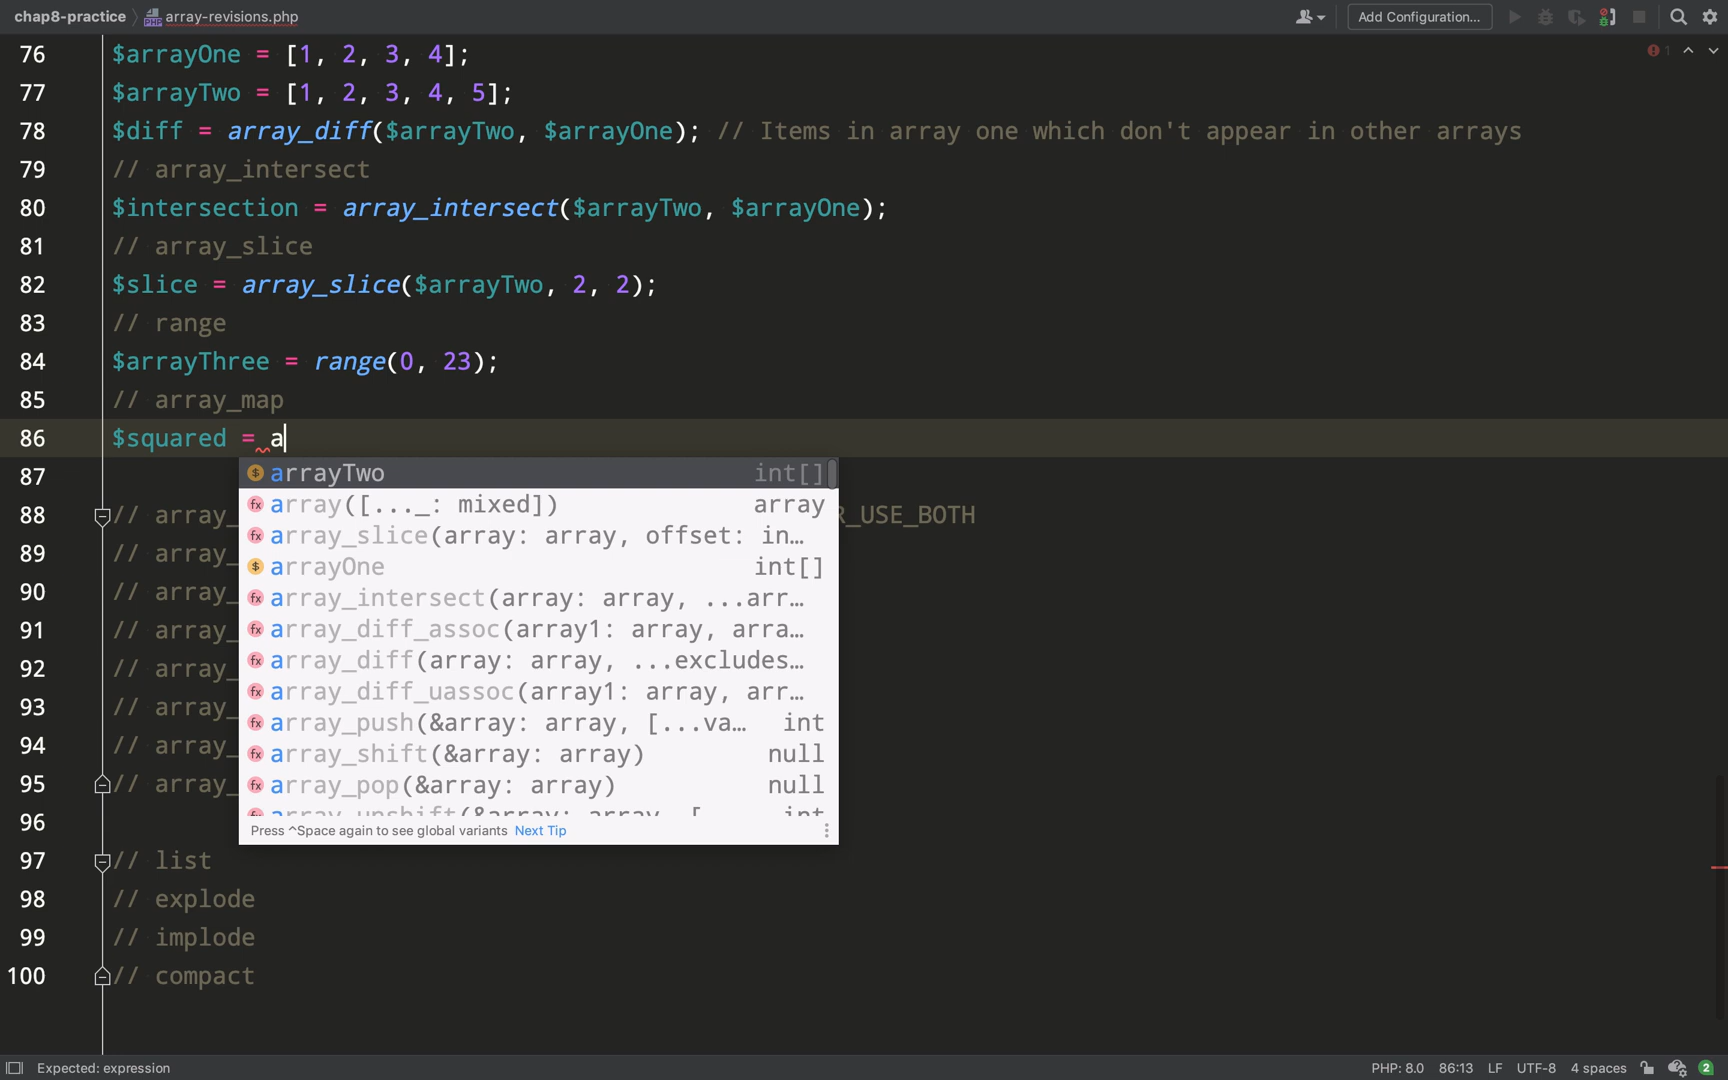 chap8-practice array-revisions.php Add Configuration...
1
76 $arrayOne = [1, 2, 3, 4];
77 $arrayTwo = [1, 2, 3, 4, 5];
78 $diff = array_diff($arrayTwo, $arrayOne); // Items in array one which don't appear in other arrays
79 // array_intersect
80 $intersection = array_intersect($arrayTwo, $arrayOne);
81 // array_slice
82 $slice = array_slice($arrayTwo, 2, 2);
83 // range
84 $arrayThree = range(0, 23);
85 // array_map
86 $squared = a
87
88 // array_ R_USE_BOTH
89 // array_
90 // array_
91 // array_
92 // array_
93 // array_
94 // array_
95 // array_
96
97 // list
98 // explode
99 // implode
100 // compact
arrayTwo int[]
array([..._: mixed]) array
array_slice(array: array, offset: in…
arrayOne int[]
array_intersect(array: array, ...arr…
array_diff_assoc(array1: array, arra…
array_diff(array: array, ...excludes…
array_diff_uassoc(array1: array, arr…
array_push(&array: array, [...va… int
array_shift(&array: array) null
array_pop(&array: array) null
array_unshift(&array: array, [ int
Press ^Space again to see global variants Next Tip
Expected: expression PHP: 8.0 86:13 LF UTF-8 4 spaces 2